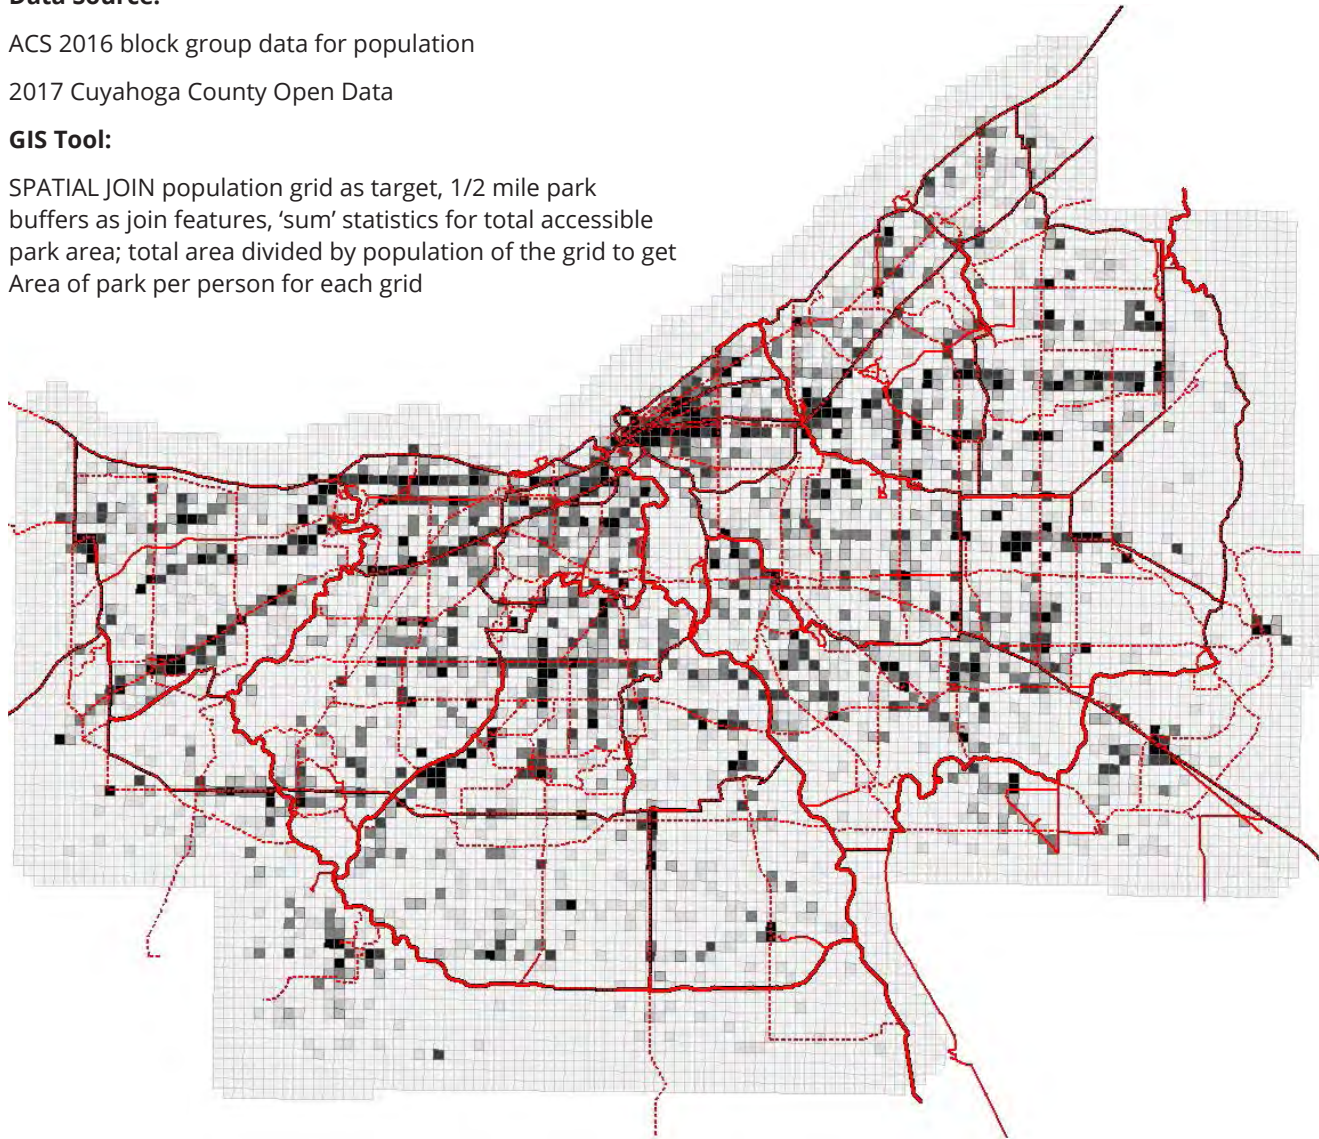 Data Source:
ACS 2016 block group data for population
2017 Cuyahoga County Open Data
GIS Tool:
SPATIAL JOIN population grid as target, 1/2 mile park
buffers as join features, ‘sum’ statistics for total accessible
park area; total area divided by population of the grid to get
Area of park per person for each grid